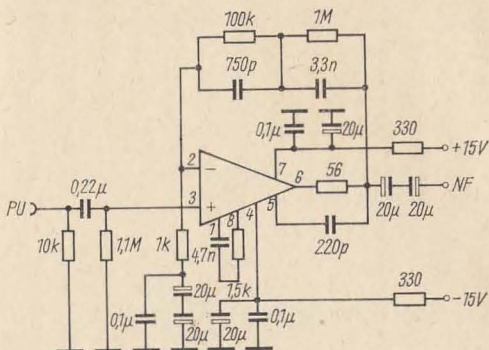 100k 1M
750p 3,3n
0,1µ 20µ 330
+15V
2 − 7 6 56
NF
PU 0,22µ 3 + 20µ 20µ
1 8 4 5
10k 1,1M 1k 4,7n 220p
1,5k
20µ 330
-15V
0,1µ 20µ 20µ 0,1µ